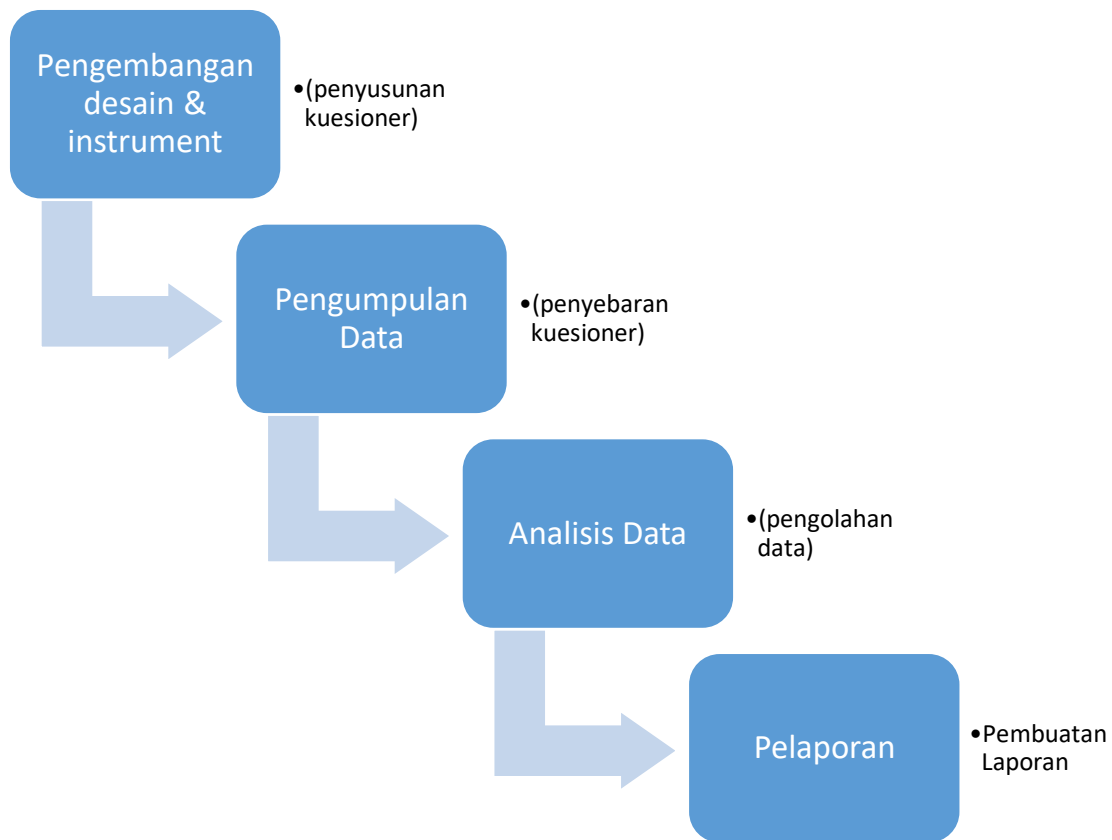 Pengembangan
desain &
instrument
•(penyusunan
kuesioner)
Pengumpulan
Data
•(penyebaran
kuesioner)
Analisis Data
•(pengolahan
data)
Pelaporan
•Pembuatan
Laporan